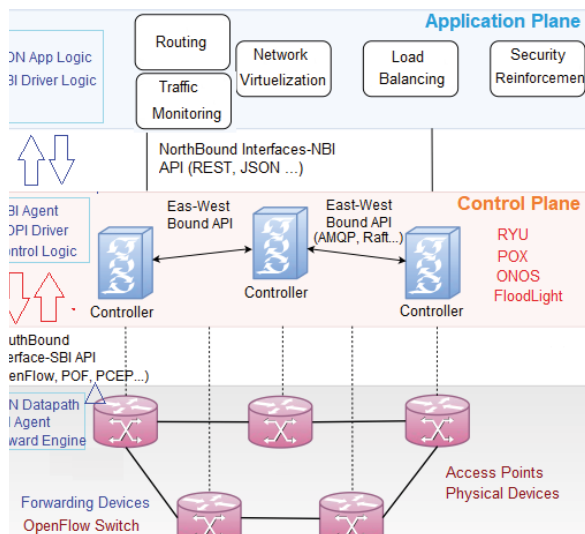 Application Plane
Routing
Network
Virtuelization
Load
Balancing
Security
Reinforcemen
Traffic
Monitoring
ON App Logic
BI Driver Logic
NorthBound Interfaces-NBI
API (REST, JSON ...)
Control Plane
BI Agent
OPI Driver
ontrol Logic
Eas-West
Bound API
East-West
Bound API
(AMQP, Raft...)
RYU
POX
ONOS
FloodLight
Controller
Controller
Controller
uthBound
erface-SBI API
enFlow, POF, PCEP...)
N Datapath
Agent
ward Engine
Access Points
Physical Devices
Forwarding Devices
OpenFlow Switch